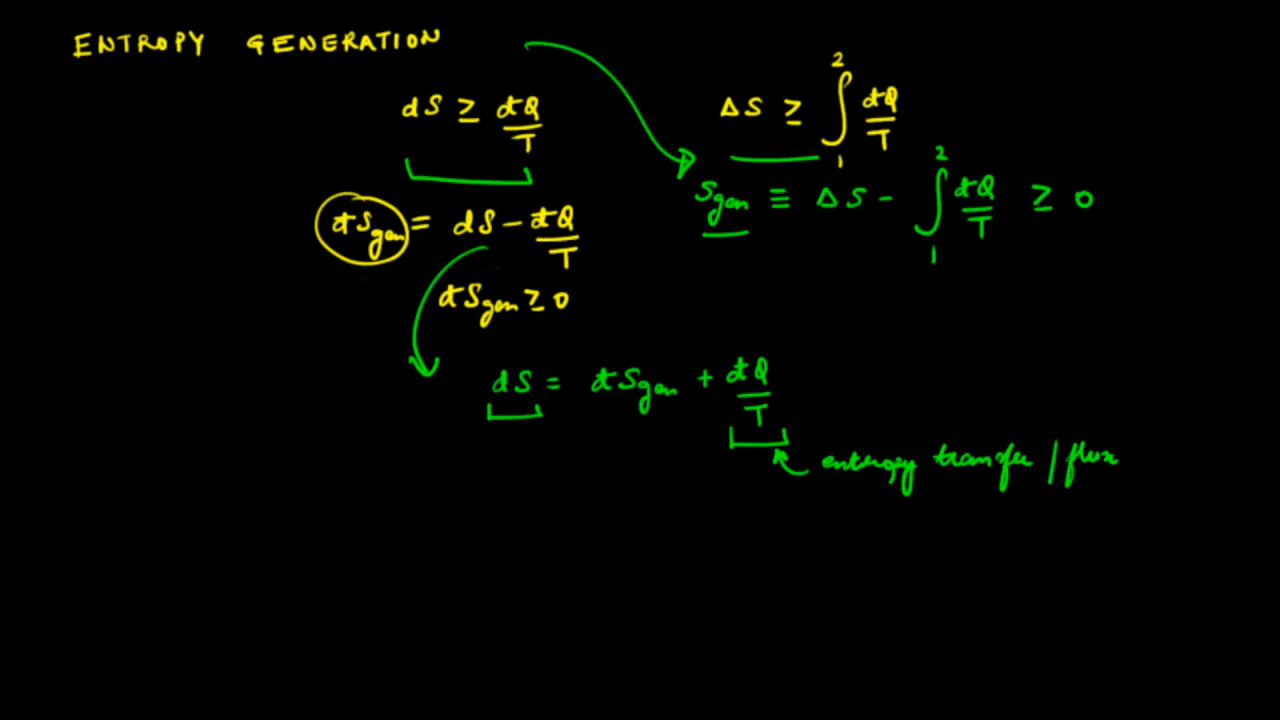 ENTROPY GENERATION
dS ≥ đQ/T
ΔS ≥ ∫₁² đQ/T
đS_gen = dS - đQ/T
S_gen ≡ ΔS - ∫₁² đQ/T ≥ 0
đS_gen ≥ 0
dS = đS_gen + đQ/T
entropy transfer / flux